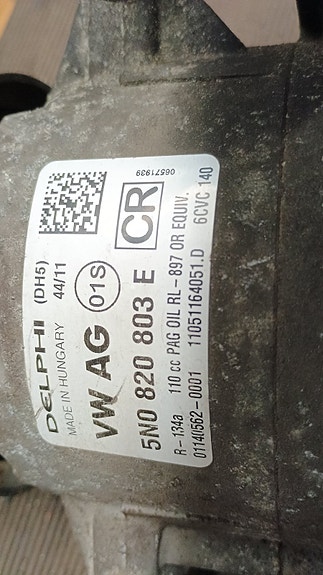 DELPHI (DH5)
MADE IN HUNGARY 44/11
VW AG 01S CR
06571939
5N0 820 803 E
R-134a 110 cc PAG OIL RL-897 OR EQUIV.
01140562-0001 11051164051.D 6CVC 140